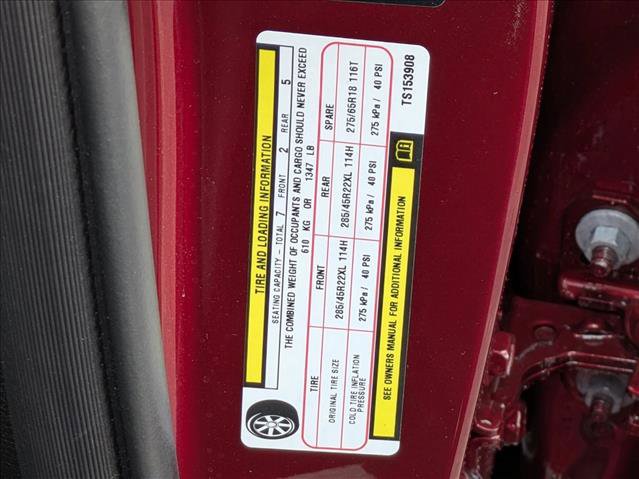 TIRE AND LOADING INFORMATION
SEATING CAPACITY - TOTAL 7 FRONT 2 REAR 5
THE COMBINED WEIGHT OF OCCUPANTS AND CARGO SHOULD NEVER EXCEED
610 KG OR 1347 LB
TIRE FRONT REAR SPARE
ORIGINAL TIRE SIZE 285/45R22XL 114H 285/45R22XL 114H 275/65R18 116T
COLD TIRE INFLATION
PRESSURE 275 kPa / 40 PSI 275 kPa / 40 PSI 275 kPa / 40 PSI
SEE OWNERS MANUAL FOR ADDITIONAL INFORMATION
TS153908